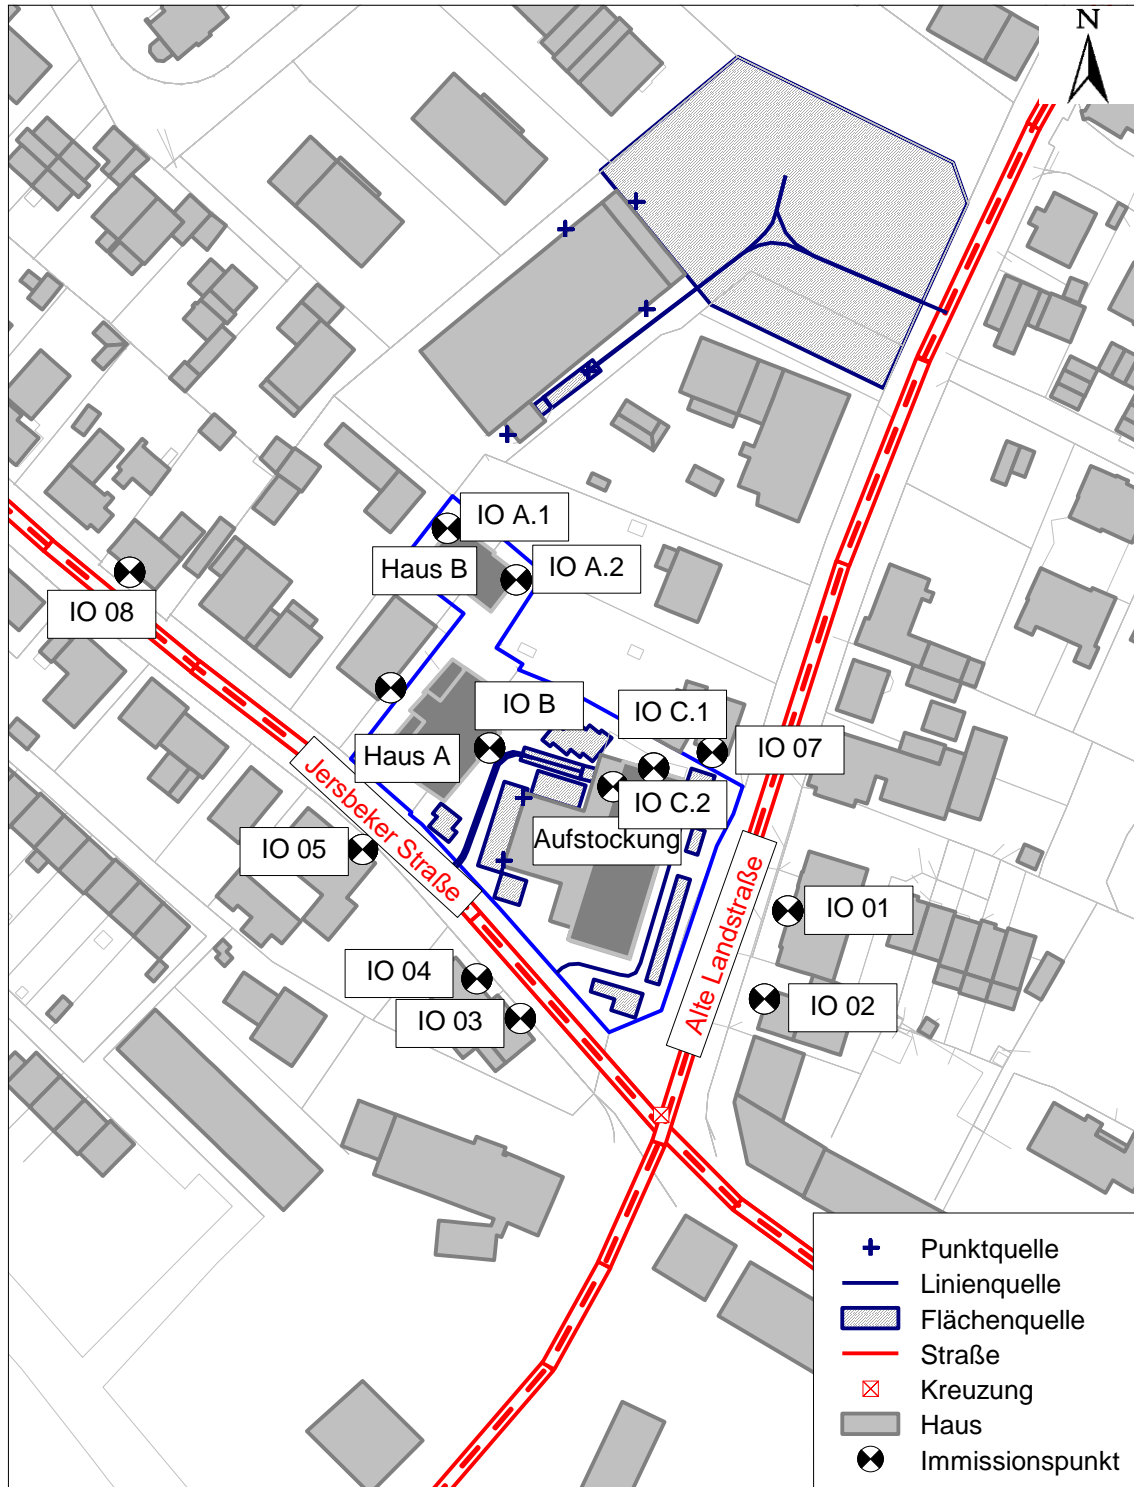 N
IO A.1
Haus B
IO A.2
IO 08
IO B
IO C.1
Haus A
IO 07
IO C.2
Jersbeker Straße
IO 05
Aufstockung
Alte Landstraße
IO 01
IO 04
IO 03
IO 02
Punktquelle
Linienquelle
Flächenquelle
Straße
Kreuzung
Haus
Immissionspunkt